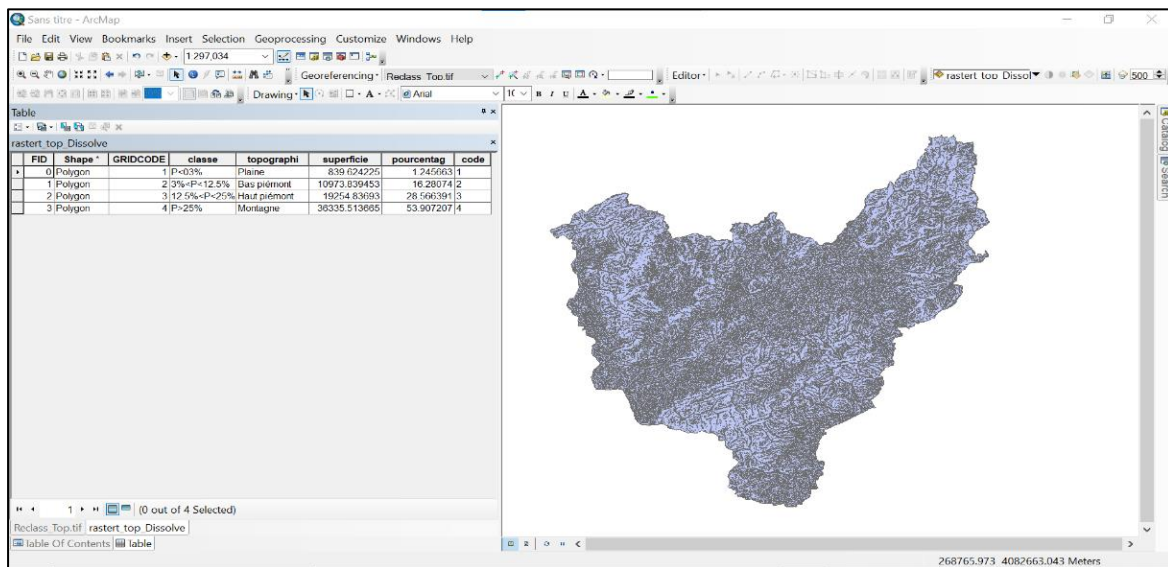 Sans titre - ArcMap
File Edit View Bookmarks Insert Selection Geoprocessing Customize Windows Help
1:297,034
Georeferencing Reclass_Top.tif Editor rastert top Dissol 500
Drawing Arial 10 B I U A
Table
rastert_top_Dissolve
FID Shape * GRIDCODE classe topographi superficie pourcentag code
0 Polygon 1 P<03% Plaine 839.624225 1.245663 1
1 Polygon 2 3%<P<12.5% Bas piémont 10973.839453 16.28074 2
2 Polygon 3 12.5%<P<25% Haut piémont 19254.83693 28.566391 3
3 Polygon 4 P>25% Montagne 36335.513665 53.907207 4
1 (0 out of 4 Selected)
Reclass_Top.tif rastert_top_Dissolve
Table Of Contents Table
Catalog
Search
268765.973 4082663.043 Meters